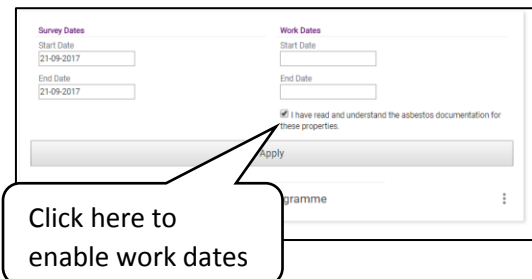 Survey Dates
Start Date
21-09-2017
End Date
21-09-2017
Work Dates
Start Date
End Date
I have read and understand the asbestos documentation for
these properties.
Apply
gramme
Click here to
enable work dates